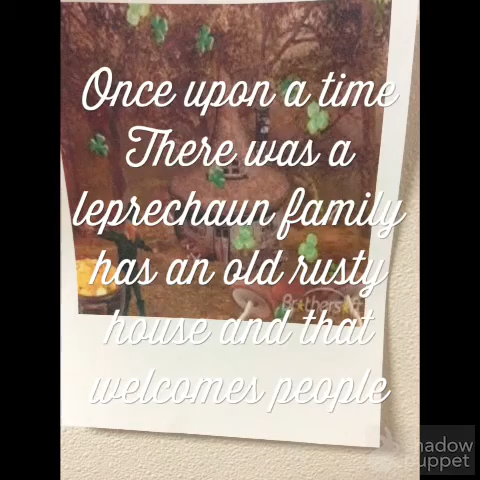 Once upon a time
There was a
leprechaun family
has an old rusty
house and that
welcomes people